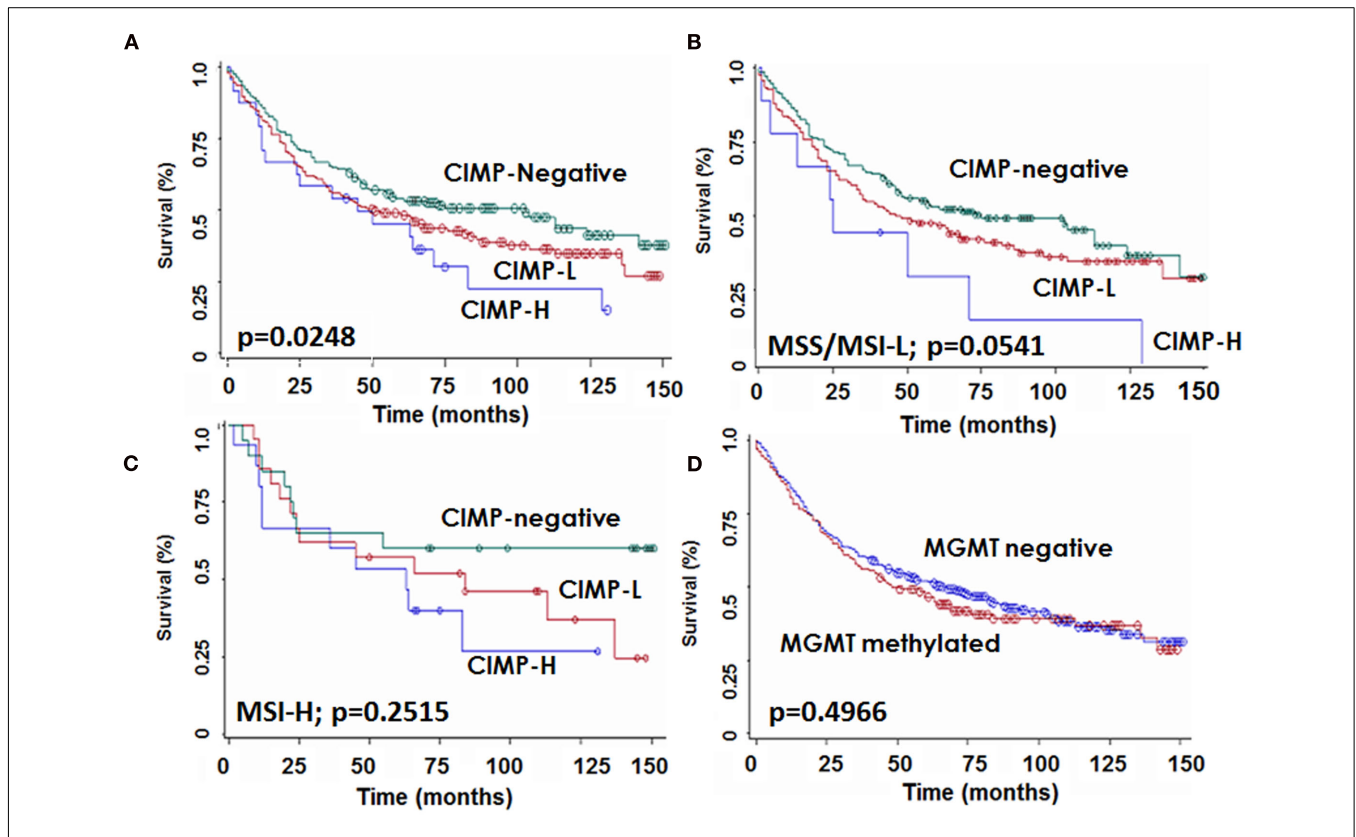 A
Survival (%)
1.0
0.75
0.5
0.25
0
CIMP-Negative
CIMP-L
CIMP-H
p=0.0248
0 25 50 75 100 125 150
Time (months)
B
Survival (%)
1.0
0.75
0.5
0.25
0
CIMP-negative
CIMP-L
CIMP-H
MSS/MSI-L; p=0.0541
0 25 50 75 100 125 150
Time (months)
C
Survival (%)
1.0
0.75
0.5
0.25
0
CIMP-negative
CIMP-L
CIMP-H
MSI-H; p=0.2515
0 25 50 75 100 125 150
Time (months)
D
Survival (%)
1.0
0.75
0.5
0.25
0
MGMT negative
MGMT methylated
p=0.4966
0 25 50 75 100 125 150
Time (months)